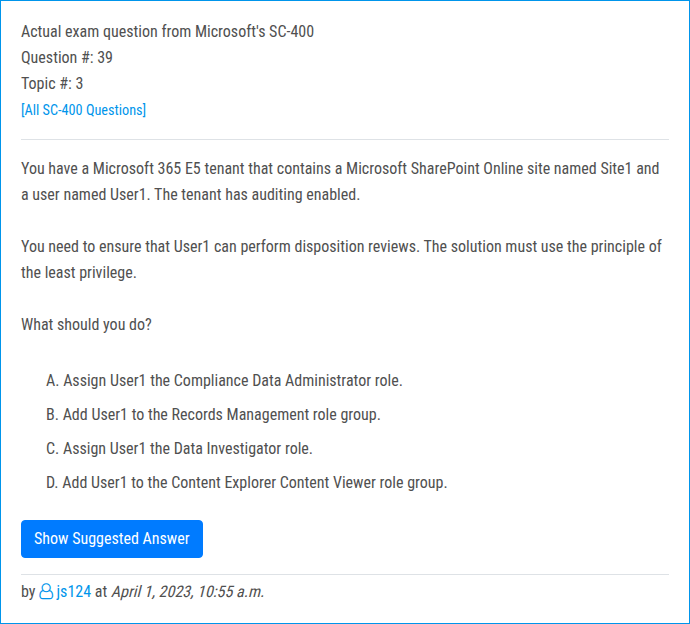 Actual exam question from Microsoft's SC-400
Question #: 39
Topic #: 3
[All SC-400 Questions]
You have a Microsoft 365 E5 tenant that contains a Microsoft SharePoint Online site named Site1 and
a user named User1. The tenant has auditing enabled.
You need to ensure that User1 can perform disposition reviews. The solution must use the principle of
the least privilege.
What should you do?
A. Assign User1 the Compliance Data Administrator role.
B. Add User1 to the Records Management role group.
C. Assign User1 the Data Investigator role.
D. Add User1 to the Content Explorer Content Viewer role group.
Show Suggested Answer
by js124 at April 1, 2023, 10:55 a.m.